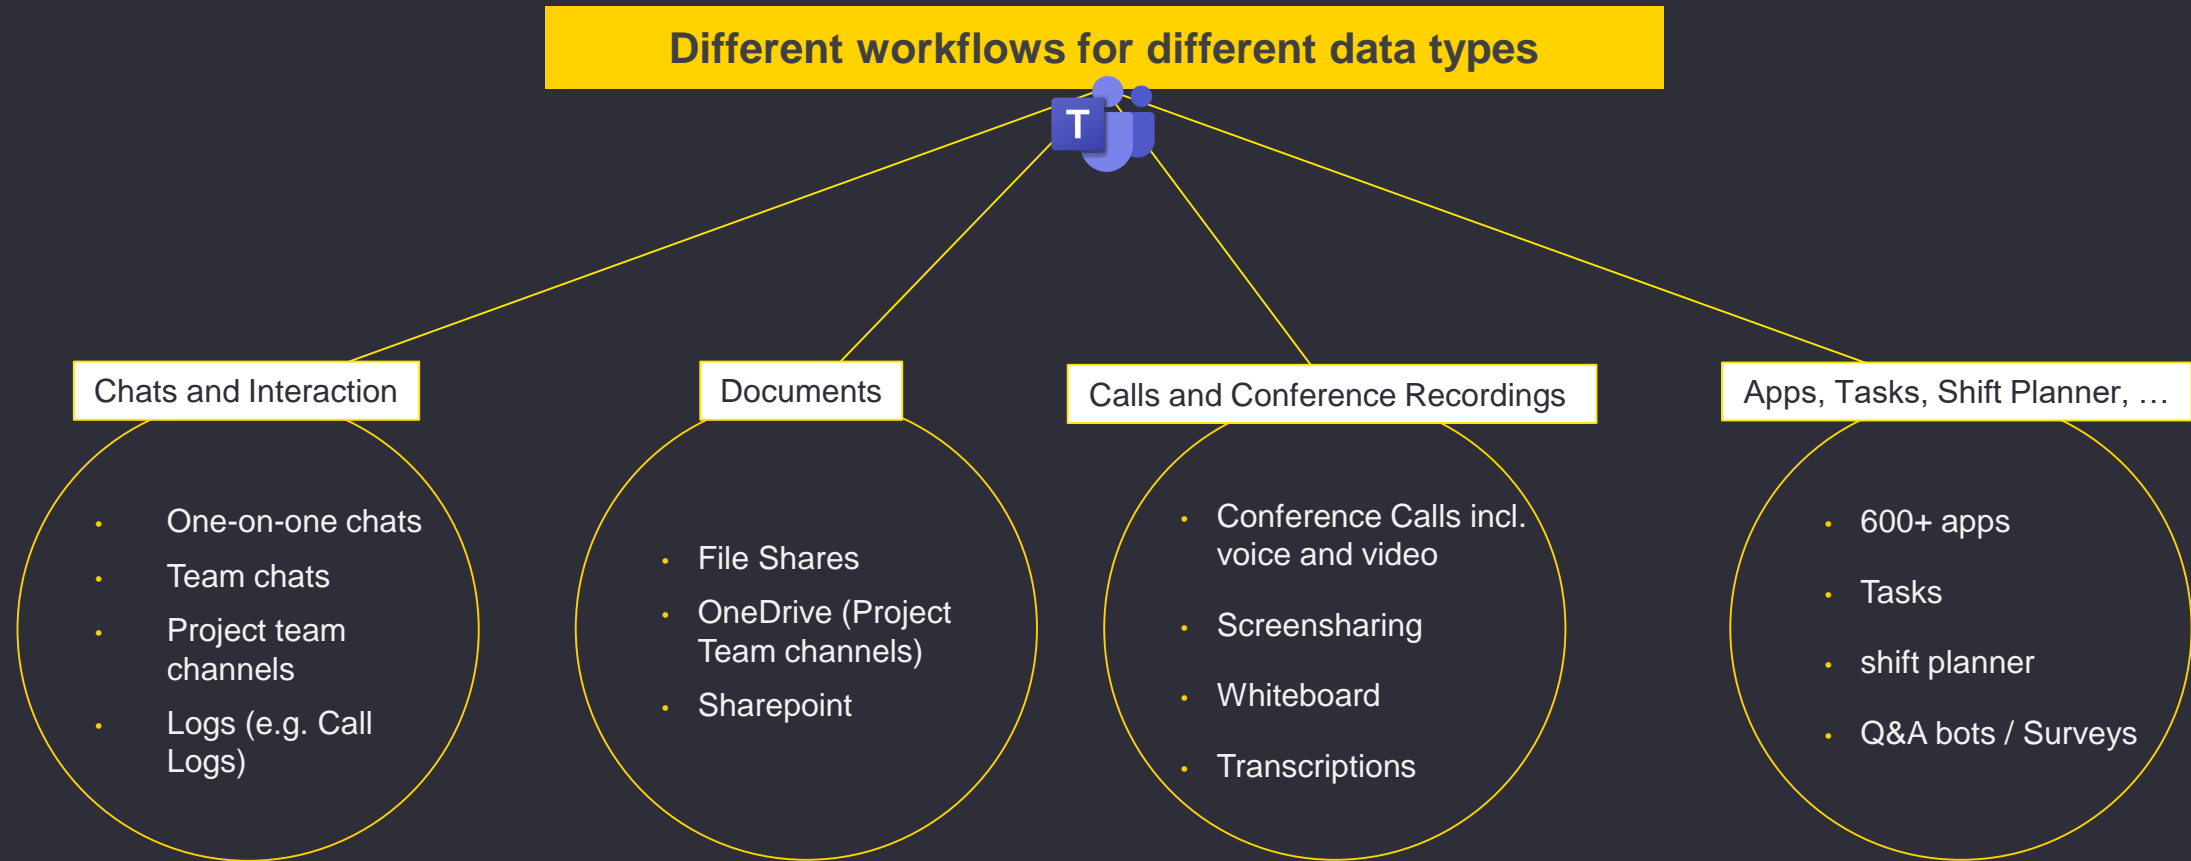 Different workflows for different data types
T
Chats and Interaction
• One-on-one chats
• Team chats
• Project team
channels
• Logs (e.g. Call
Logs)
Documents
• File Shares
• OneDrive (Project
Team channels)
• Sharepoint
Calls and Conference Recordings
• Conference Calls incl.
voice and video
• Screensharing
• Whiteboard
• Transcriptions
Apps, Tasks, Shift Planner, …
• 600+ apps
• Tasks
• shift planner
• Q&A bots / Surveys